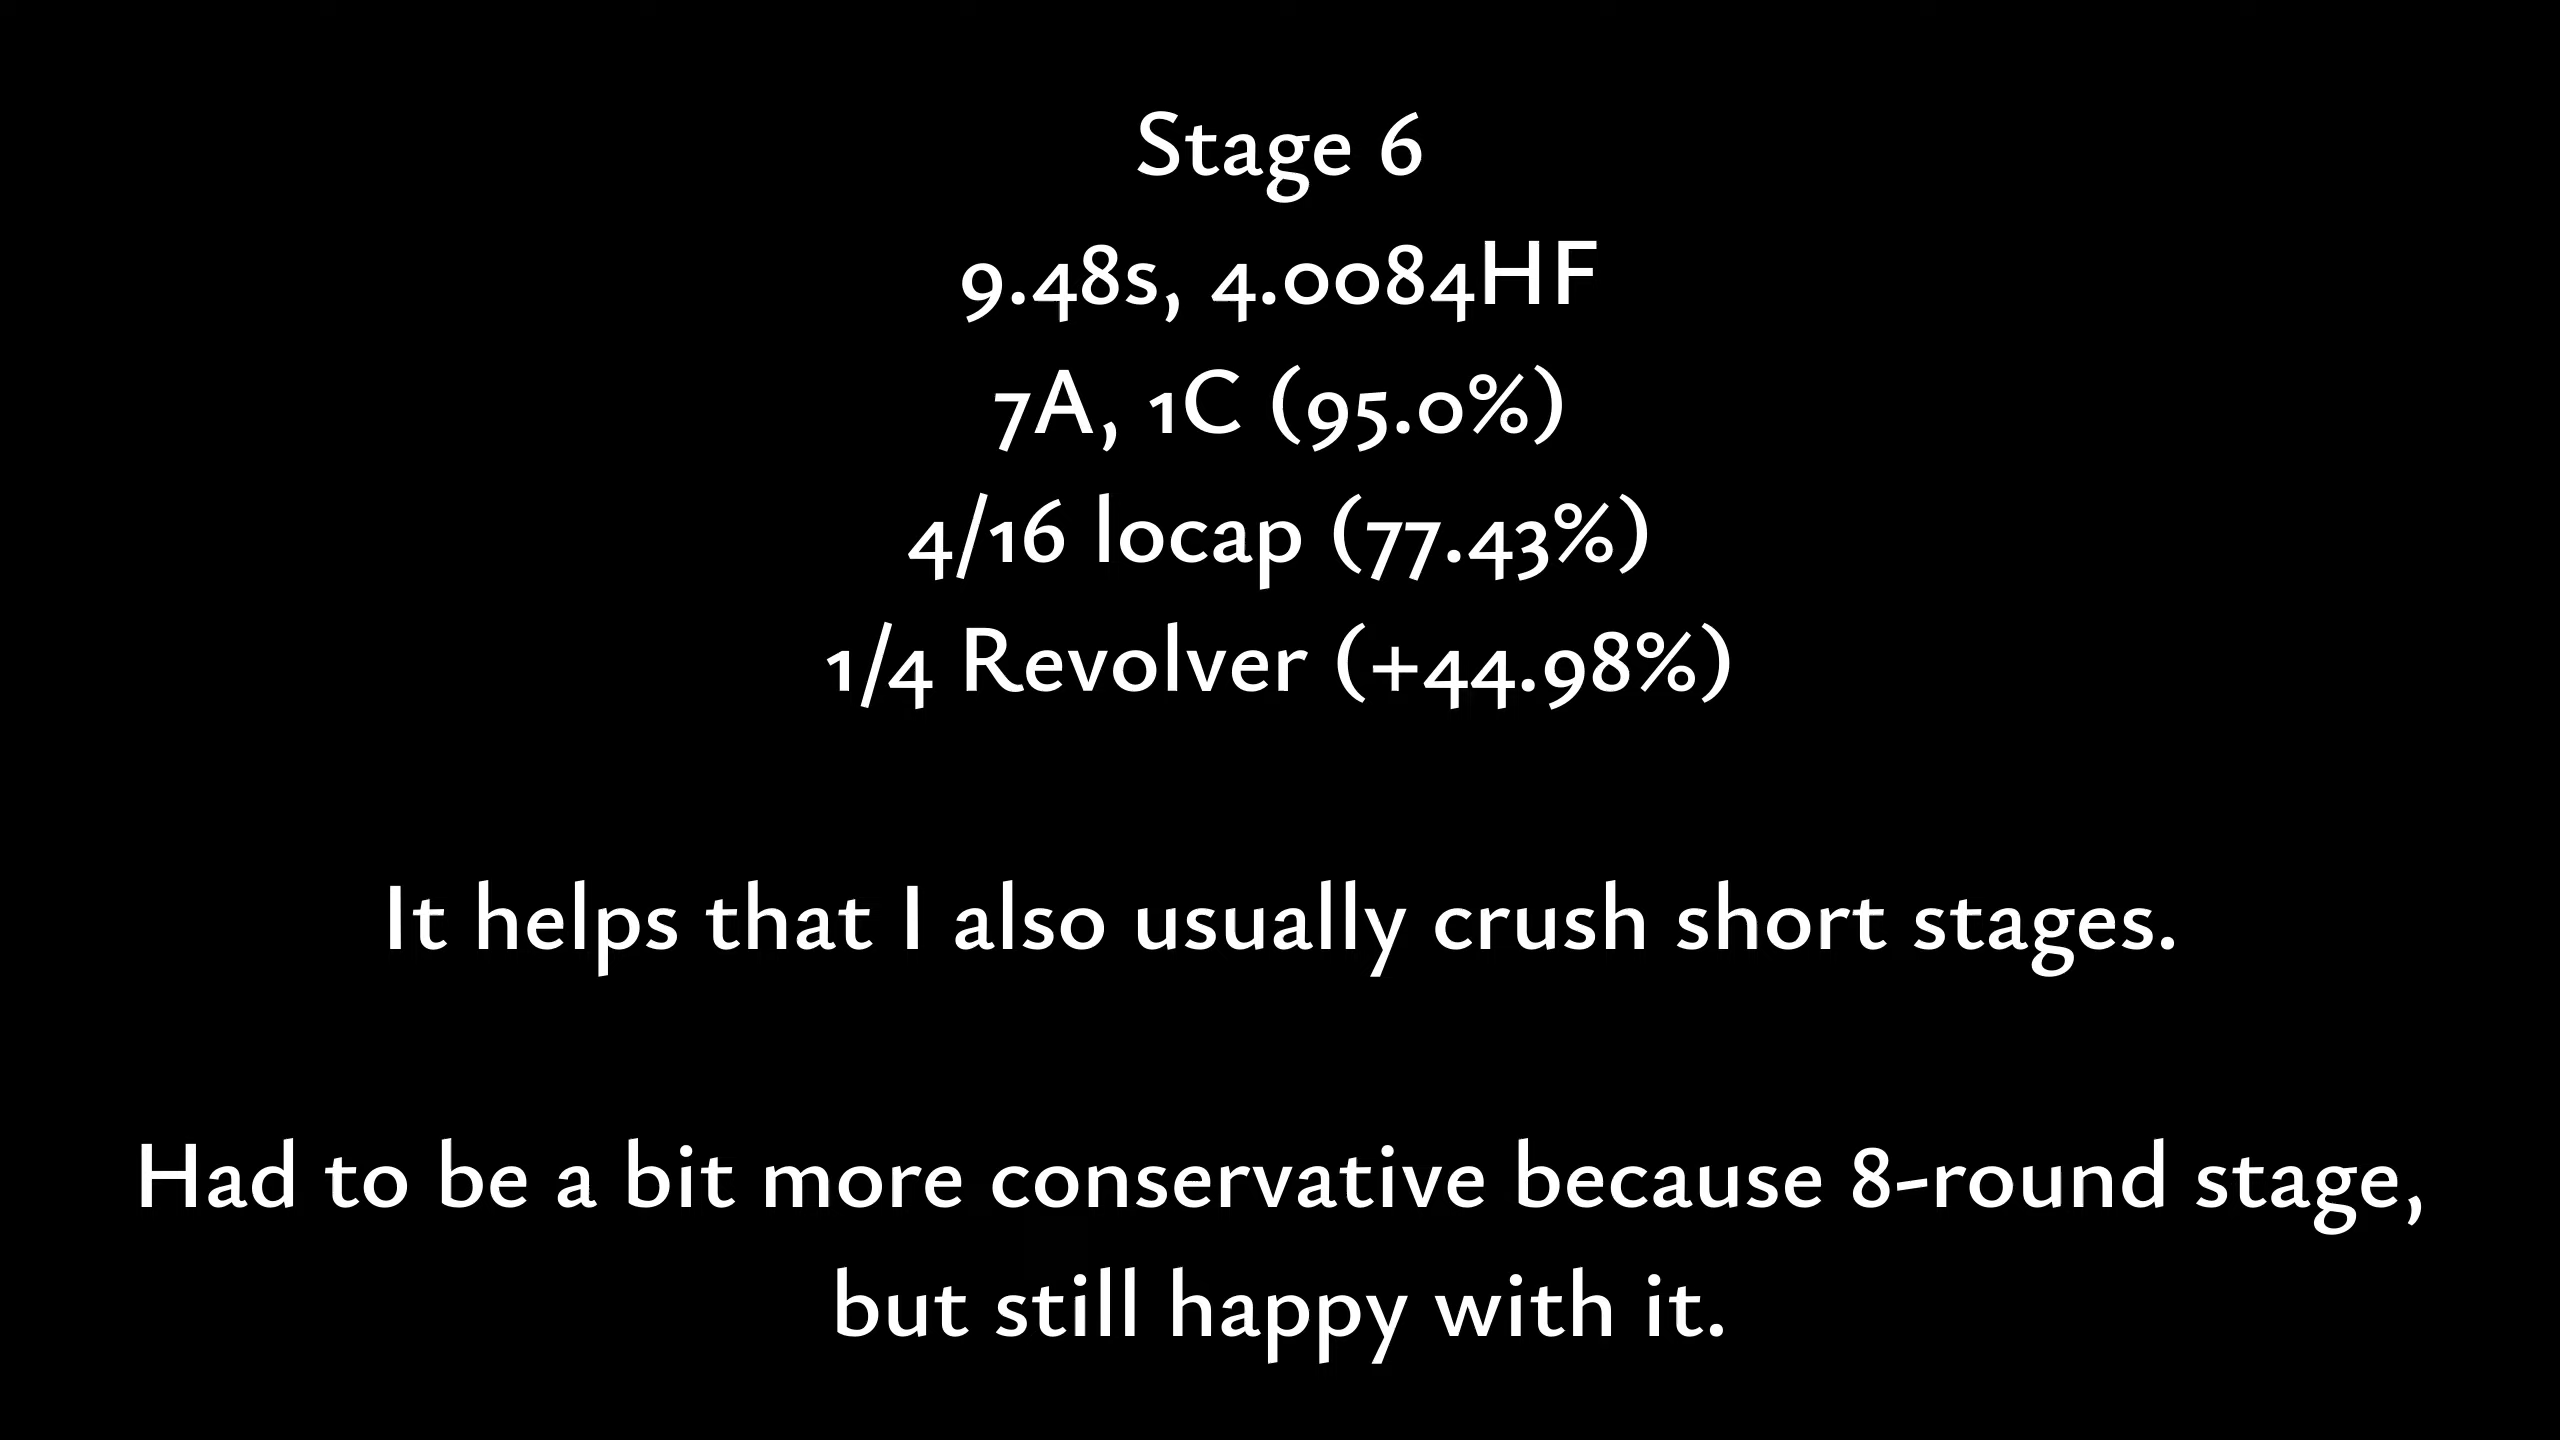 Stage 6
9.48s, 4.0084HF
7A, 1C (95.0%)
4/16 locap (77.43%)
1/4 Revolver (+44.98%)
It helps that I also usually crush short stages.
Had to be a bit more conservative because 8-round stage,
but still happy with it.